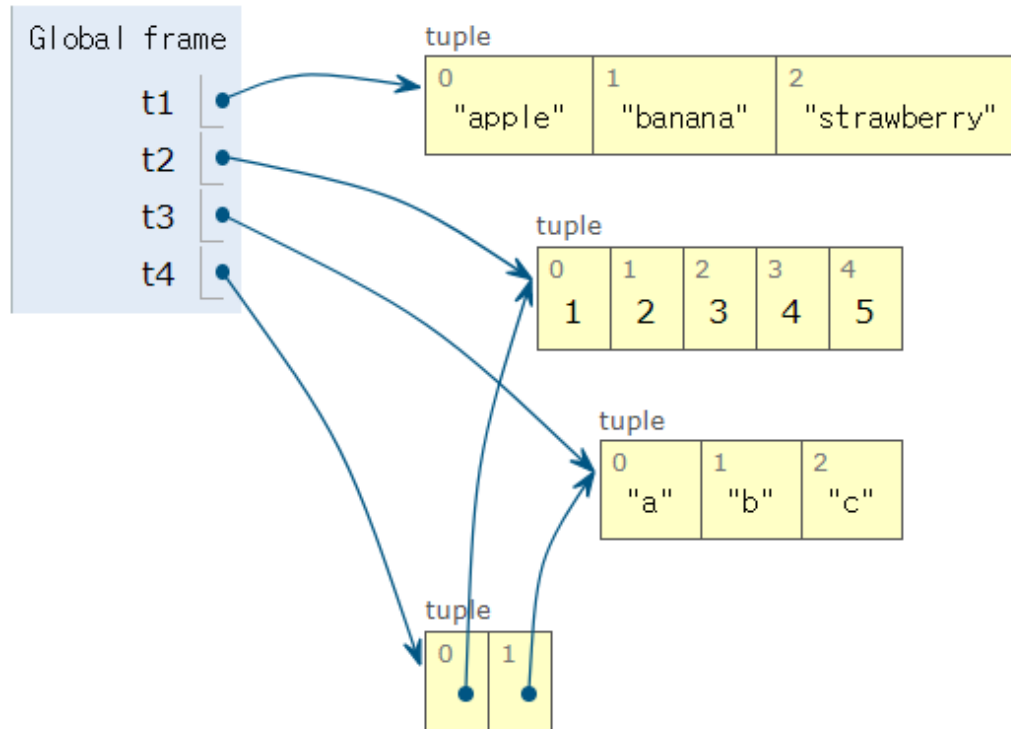 Global frame
t1
t2
t3
t4
tuple
0 1 2
"apple" "banana" "strawberry"
tuple
0 1 2 3 4
1 2 3 4 5
tuple
0 1 2
"a" "b" "c"
tuple
0 1